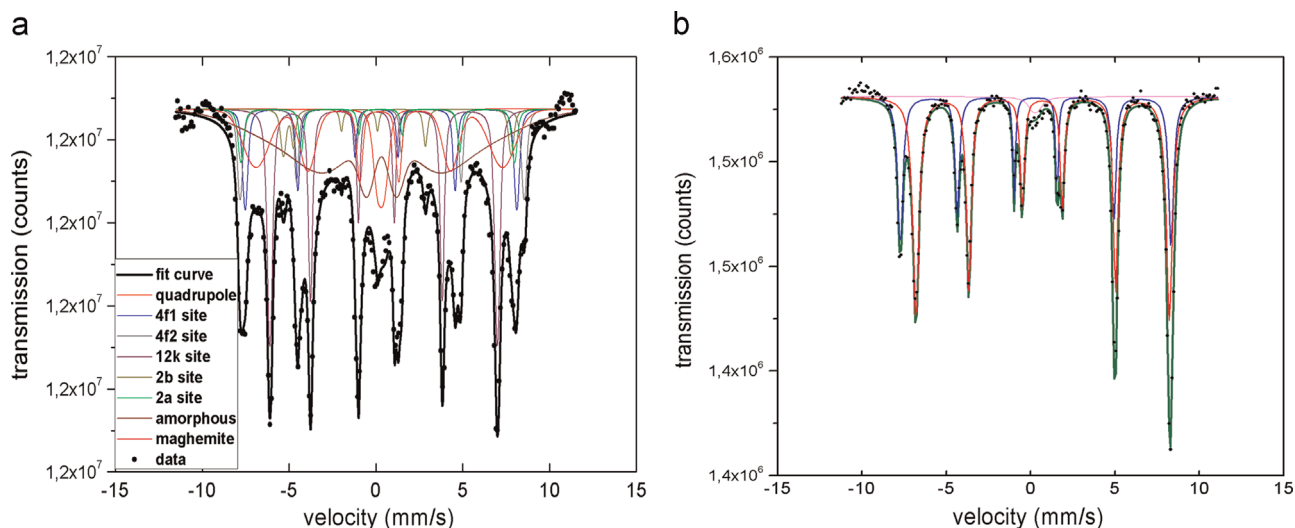 a
1,2x10⁷
1,2x10⁷
1,2x10⁷
1,2x10⁷
1,2x10⁷
1,2x10⁷
transmission (counts)
fit curve
quadrupole
4f1 site
4f2 site
12k site
2b site
2a site
amorphous
maghemite
data
-15 -10 -5 0 5 10 15
velocity (mm/s)
b
1,6x10⁶
1,5x10⁶
1,5x10⁶
1,4x10⁶
1,4x10⁶
transmission (counts)
-15 -10 -5 0 5 10 15
velocity (mm/s)